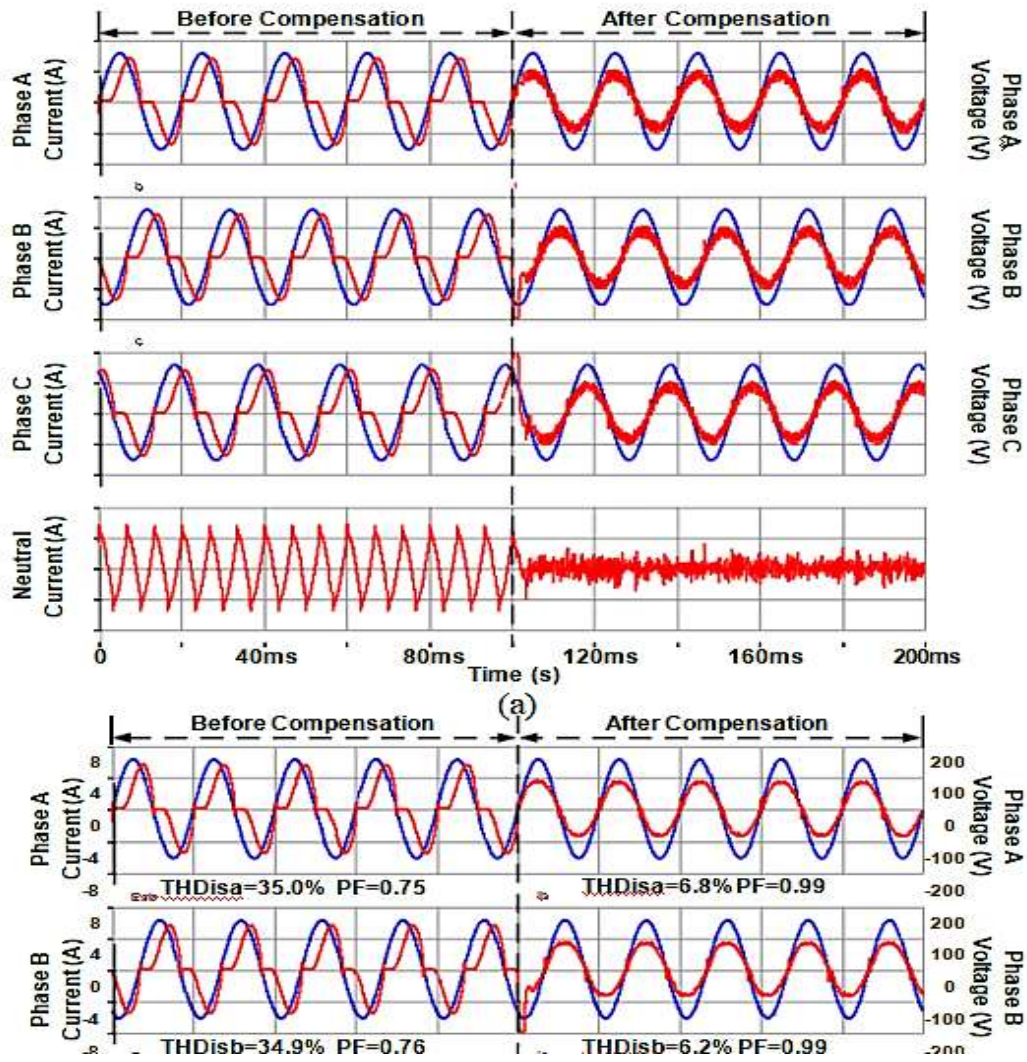 Before Compensation After Compensation
Phase A
Current(A)
Phase A
Voltage (V)
b
Phase B
Current(A)
Phase B
Voltage (V)
c
Phase C
Current(A)
Phase C
Voltage (V)
Neutral
Current(A)
0 40ms 80ms 120ms 160ms 200ms
Time (s)
(a)
Before Compensation After Compensation
8
4
0
-4
-8
Phase A
Current(A)
200
100
0
-100
-200
Phase A
Voltage (V)
THDisa=35.0% PF=0.75 THDisa=6.8% PF=0.99
8
4
0
-4
-8
Phase B
Current(A)
200
100
0
-100
-200
Phase B
Voltage (V)
THDisb=34.9% PF=0.76 THDisb=6.2% PF=0.99